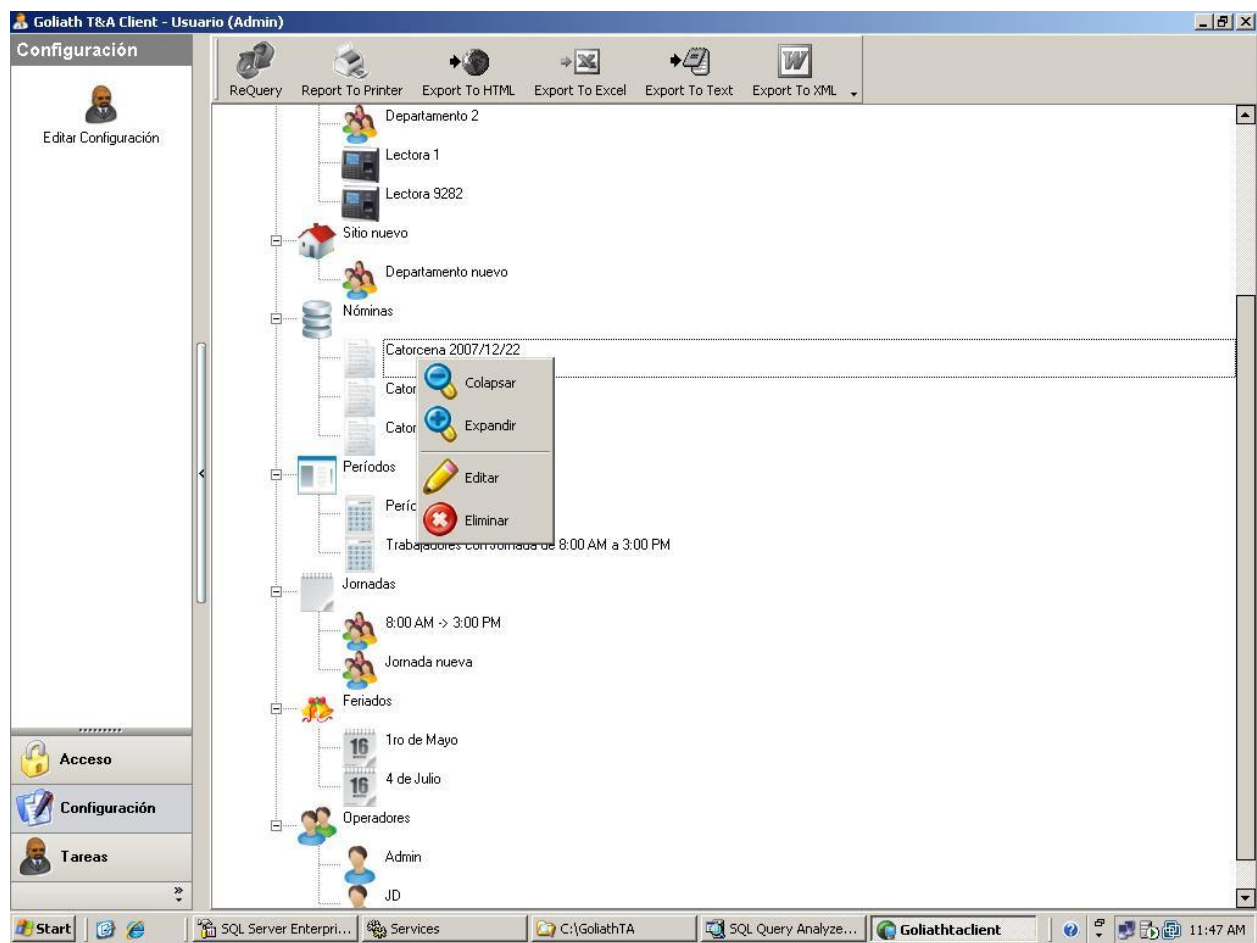 Goliath T&A Client - Usuario (Admin)
Configuración
Editar Configuración
ReQuery Report To Printer Export To HTML Export To Excel Export To Text Export To XML
Departamento 2
Lectora 1
Lectora 9282
Sitio nuevo
Departamento nuevo
Nóminas
Catorcena 2007/12/22
Cator
Cator
Colapsar
Expandir
Editar
Eliminar
Períodos
Períc
Trabajadores con Jornada de 8:00 AM a 3:00 PM
Jornadas
8:00 AM -> 3:00 PM
Jornada nueva
Feriados
16
1ro de Mayo
16
4 de Julio
Operadores
Admin
JD
Acceso
Configuración
Tareas
Start SQL Server Enterpri... Services C:\GoliathTA SQL Query Analyze... Goliathtaclient 11:47 AM